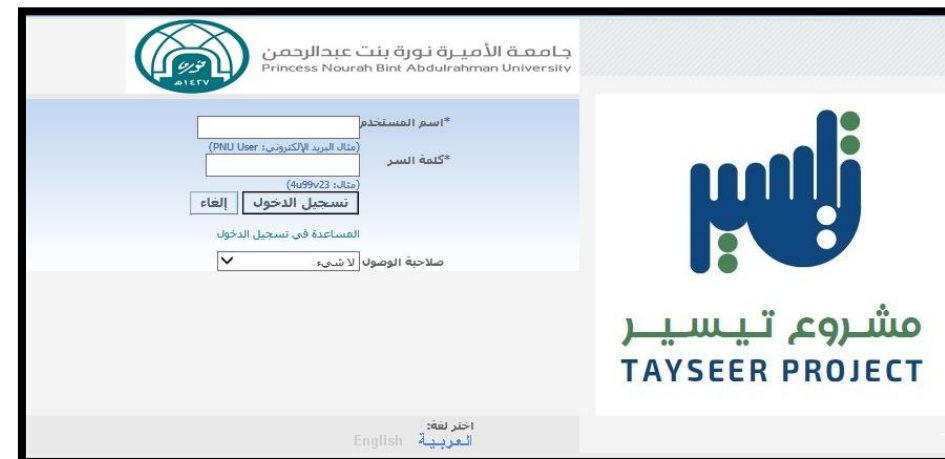 جامعة الأميرة نورة بنت عبدالرحمن
Princess Nourah Bint Abdulrahman University
نورة
١٤٢٧هـ
*اسم المستخدم
(مثال البريد الإلكتروني: PNU User)
*كلمة السر
(مثال: 4u99v23)
تسجيل الدخول إلغاء
المساعدة في تسجيل الدخول
صلاحية الوصول لا شيء
مشروع تيسير
TAYSEER PROJECT
اختر لغة:
العربية English